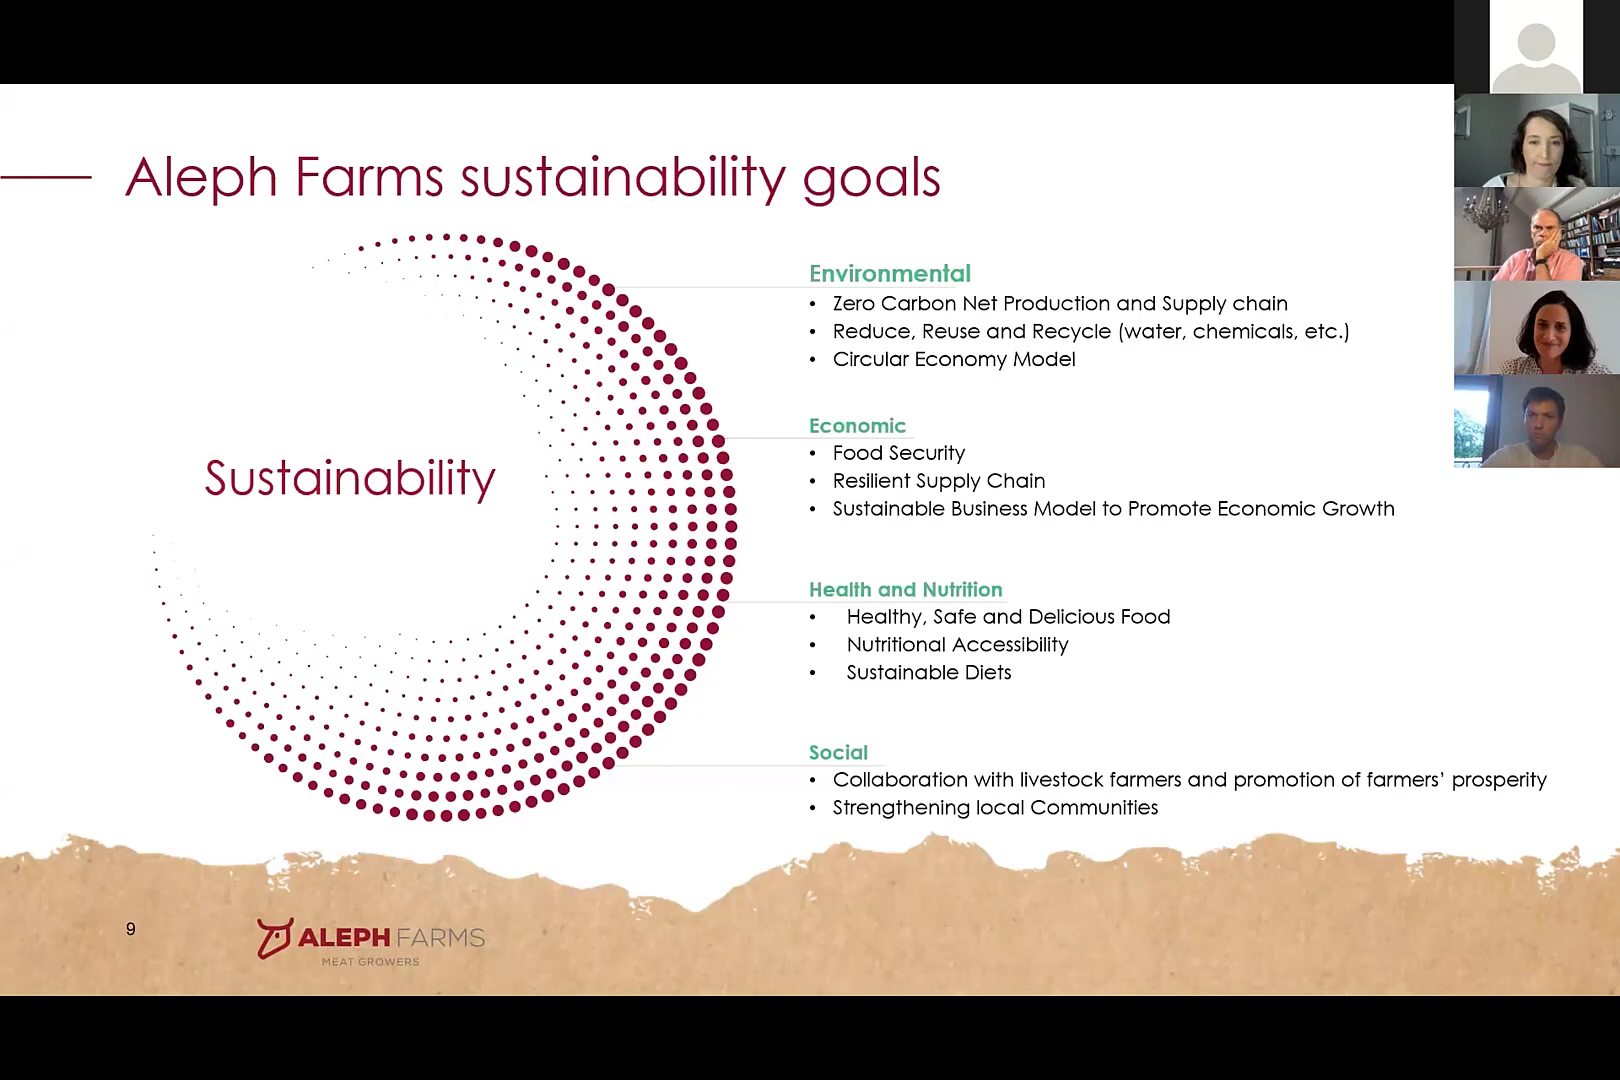 Aleph Farms sustainability goals
Sustainability
Environmental
• Zero Carbon Net Production and Supply chain
• Reduce, Reuse and Recycle (water, chemicals, etc.)
• Circular Economy Model
Economic
• Food Security
• Resilient Supply Chain
• Sustainable Business Model to Promote Economic Growth
Health and Nutrition
• Healthy, Safe and Delicious Food
• Nutritional Accessibility
• Sustainable Diets
Social
• Collaboration with livestock farmers and promotion of farmers' prosperity
• Strengthening local Communities
9
ALEPH FARMS
MEAT GROWERS